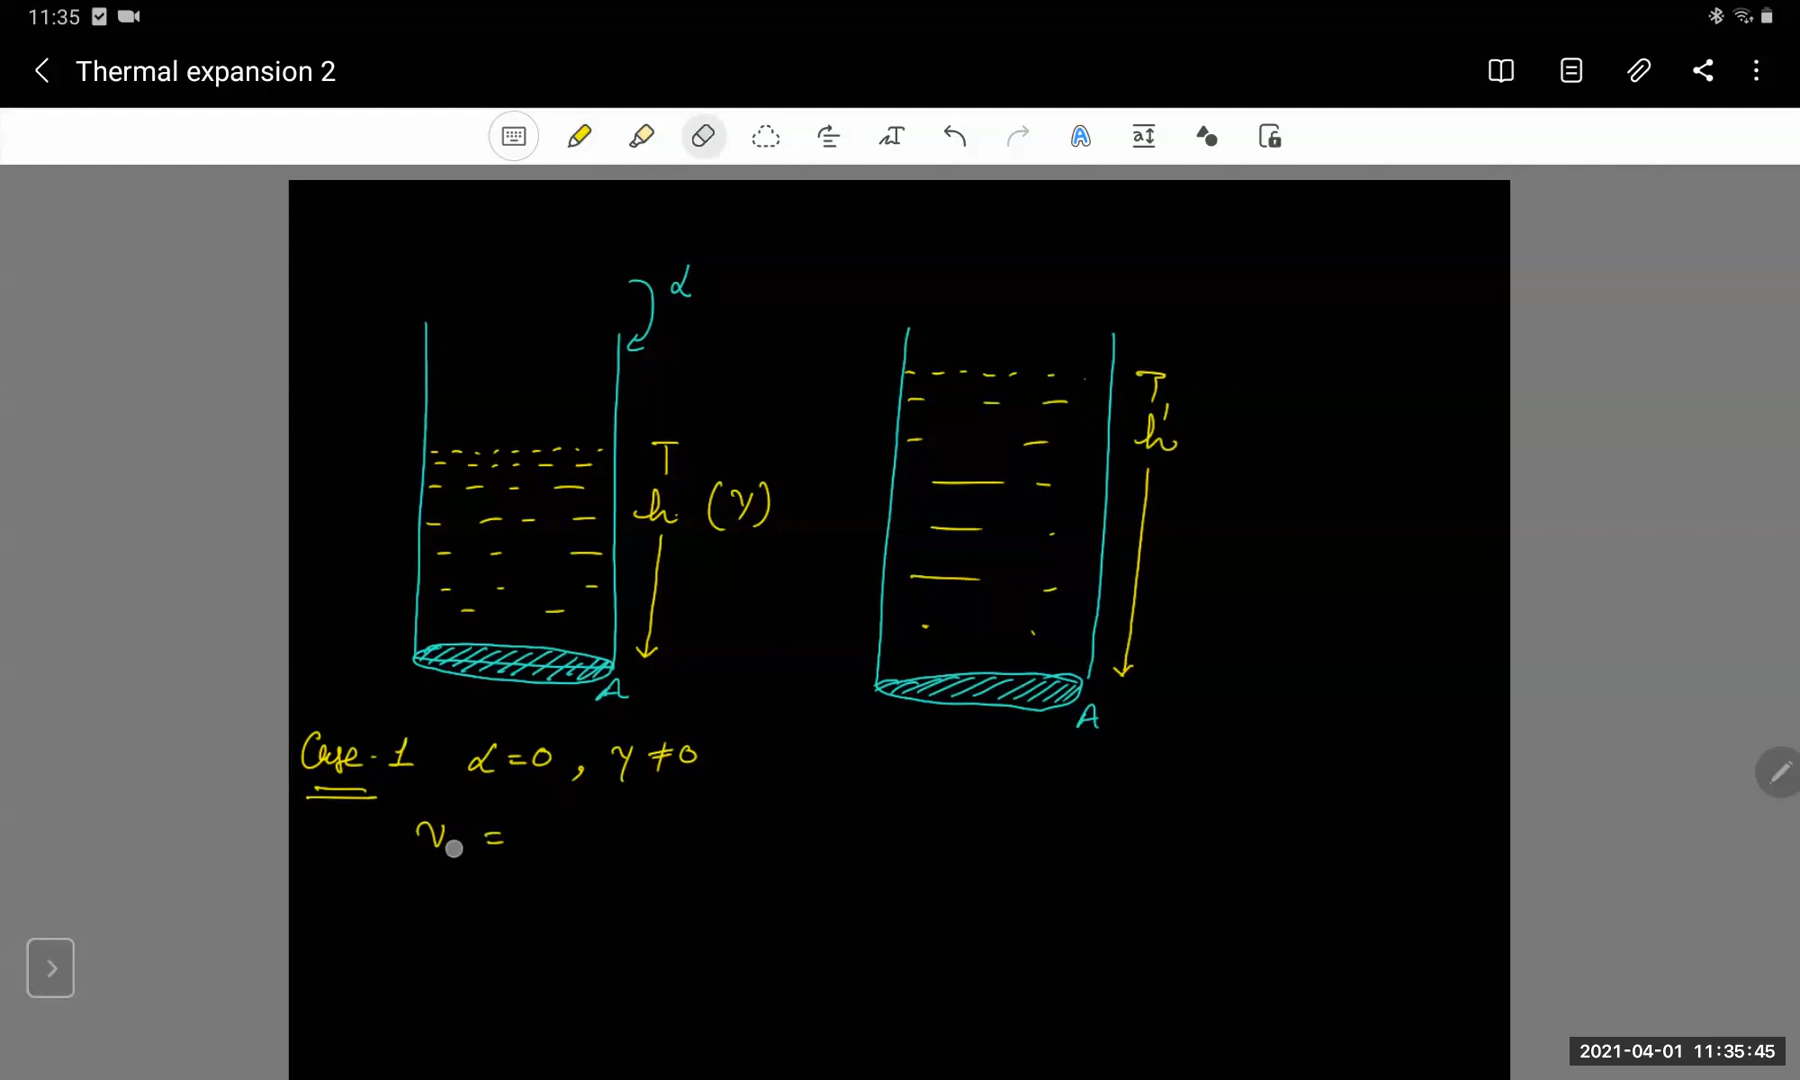 11:35
Thermal expansion 2
α
T
h (γ)
T
h'
A
A
Case-1 α=0, γ≠0
V =
2021-04-01 11:35:45